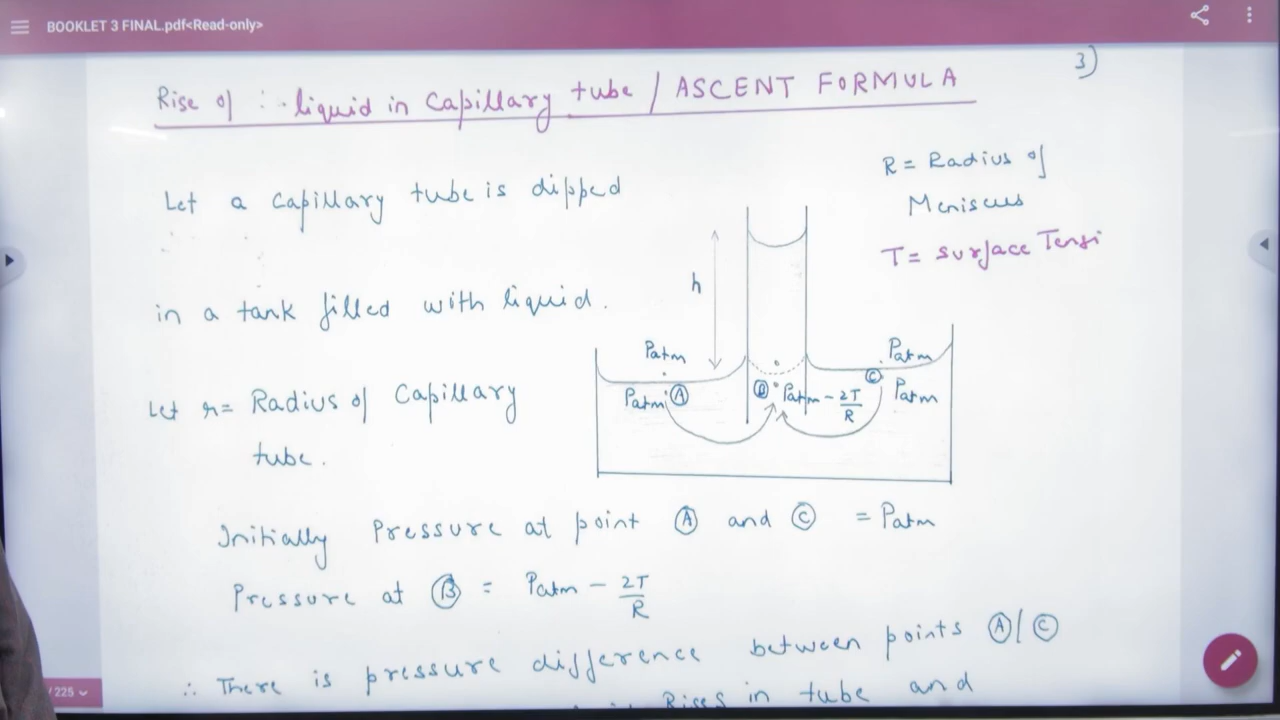 BOOKLET 3 FINAL.pdf<Read-only>
3)
Rise of liquid in Capillary tube / ASCENT FORMULA
Let a capillary tube is dipped
in a tank filled with liquid.
Let r = Radius of Capillary
tube.
R = Radius of
Meniscus
T = Surface Tensi
h
Patm
Patm
Patm A
B Patm - 2T/R
C Patm
Initially Pressure at point A and C = Patm
Pressure at B = Patm - 2T/R
∴ There is pressure difference between points A/C
Rises in tube and
/ 225